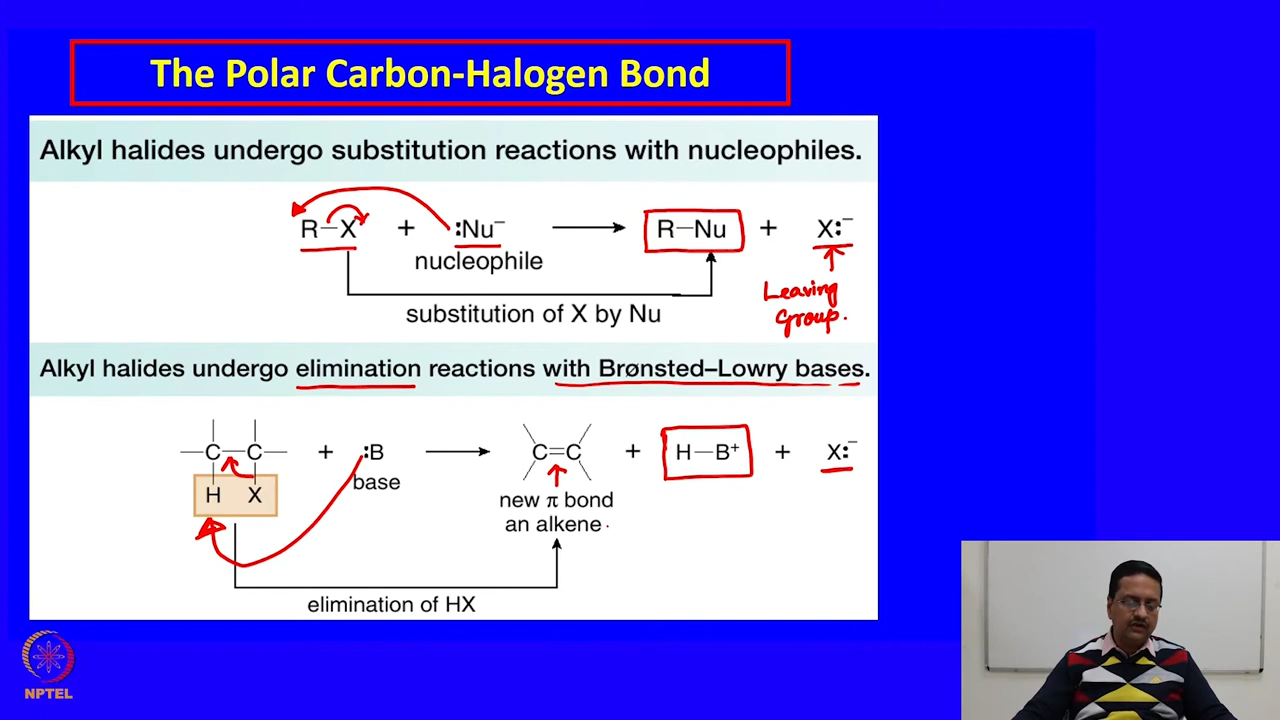 The Polar Carbon-Halogen Bond
Alkyl halides undergo substitution reactions with nucleophiles.
R–X + :Nu⁻ → R–Nu + X:⁻
nucleophile
Leaving
Group.
substitution of X by Nu
Alkyl halides undergo elimination reactions with Brønsted–Lowry bases.
C–C + :B → C=C + H–B⁺ + X:⁻
H X
base
new π bond
an alkene
elimination of HX
NPTEL